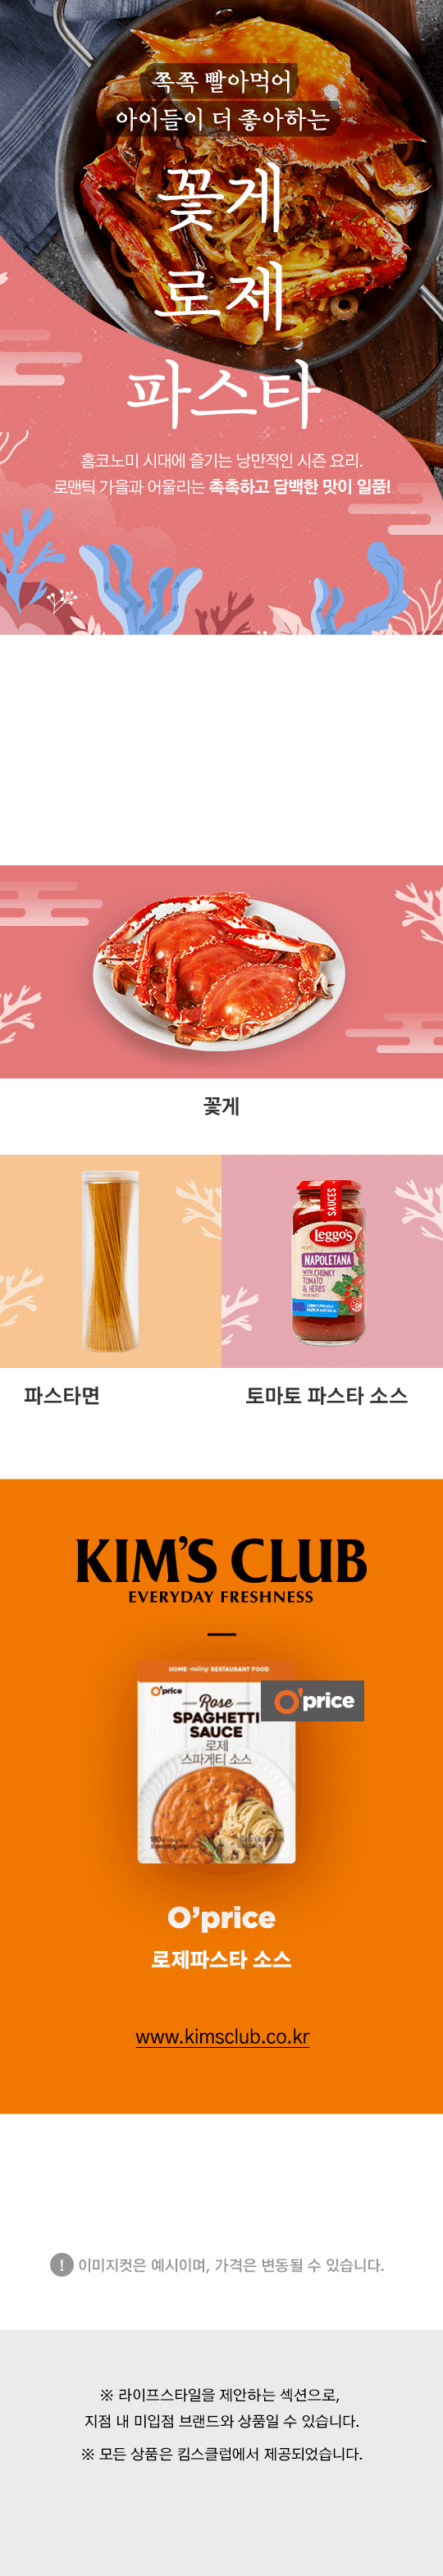 쪽쪽 빨아먹어
아이들이 더 좋아하는
꽃게
로제
파스타
홈코노미 시대에 즐기는 낭만적인 시즌 요리.
로맨틱 가을과 어울리는 촉촉하고 담백한 맛이 일품!
꽃게
SAUCES
Leggo's
NAPOLETANA
WITH CHUNKY
TOMATO
& HERBS
파스타면
토마토 파스타 소스
KIM'S CLUB
EVERYDAY FRESHNESS
HOME-eating RESTAURANT FOOD
O'price
O'price
Rose
SPAGHETTI
SAUCE
로제
스파게티 소스
180g
O'price
로제파스타 소스
www.kimsclub.co.kr
! 이미지컷은 예시이며, 가격은 변동될 수 있습니다.
※ 라이프스타일을 제안하는 섹션으로,
지점 내 미입점 브랜드와 상품일 수 있습니다.
※ 모든 상품은 킴스클럽에서 제공되었습니다.